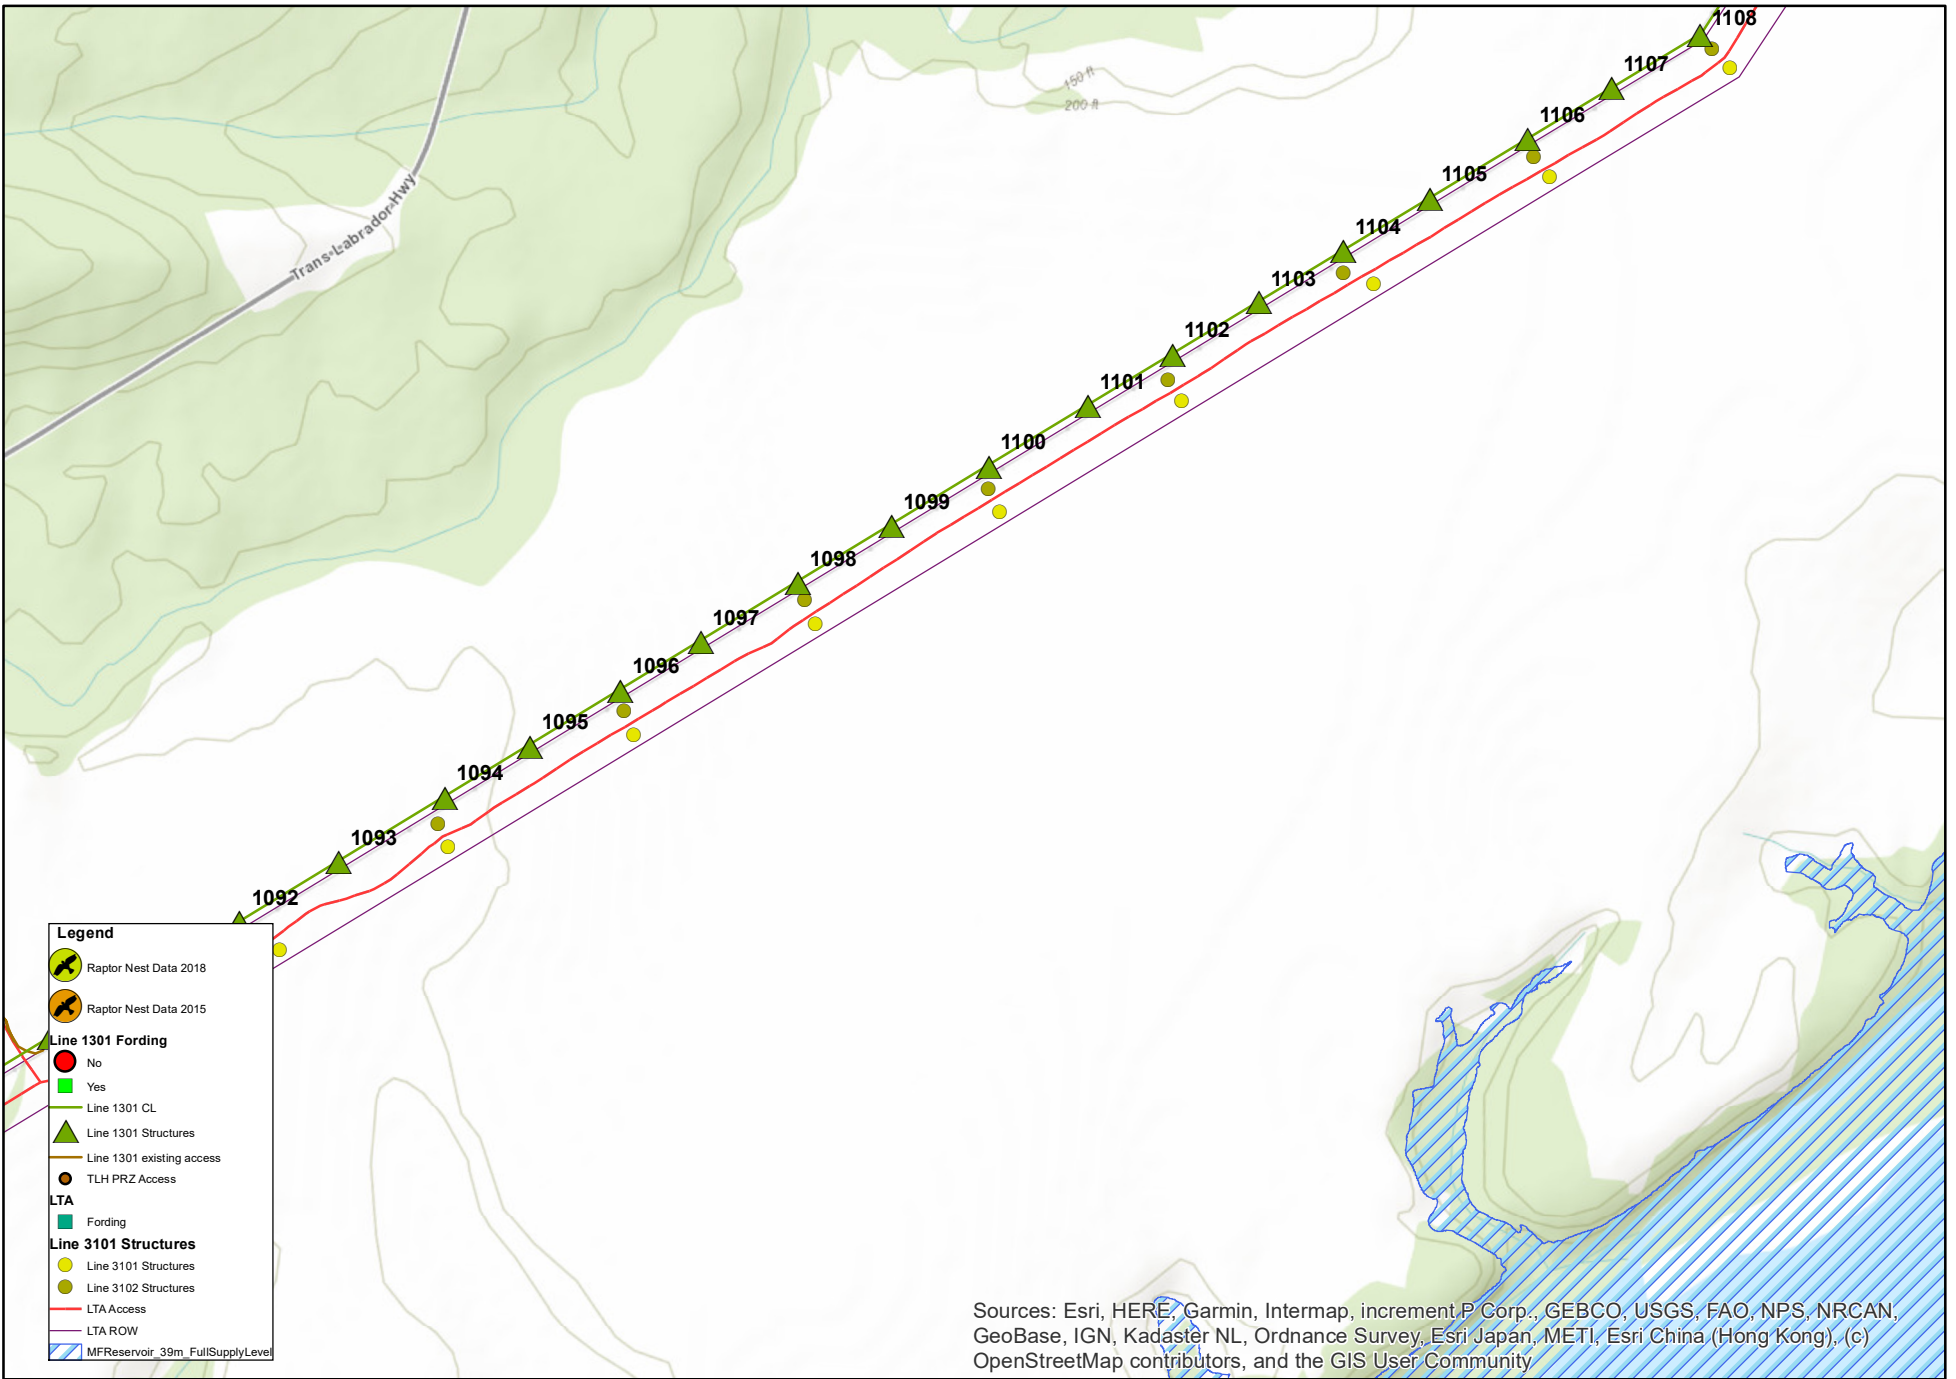 1108
1107
150 ft
200 ft
1106
1105
Trans-Labrador-Hwy
1104
1103
1102
1101
1100
1099
1098
1097
1096
1095
1094
1093
1092
Legend
Raptor Nest Data 2018
Raptor Nest Data 2015
Line 1301 Fording
No
Yes
Line 1301 CL
Line 1301 Structures
Line 1301 existing access
TLH PRZ Access
LTA
Fording
Line 3101 Structures
Line 3101 Structures
Line 3102 Structures
LTA Access
LTA ROW
MFReservoir_39m_FullSupplyLevel
Sources: Esri, HERE, Garmin, Intermap, increment P Corp., GEBCO, USGS, FAO, NPS, NRCAN,
GeoBase, IGN, Kadaster NL, Ordnance Survey, Esri Japan, METI, Esri China (Hong Kong), (c)
OpenStreetMap contributors, and the GIS User Community